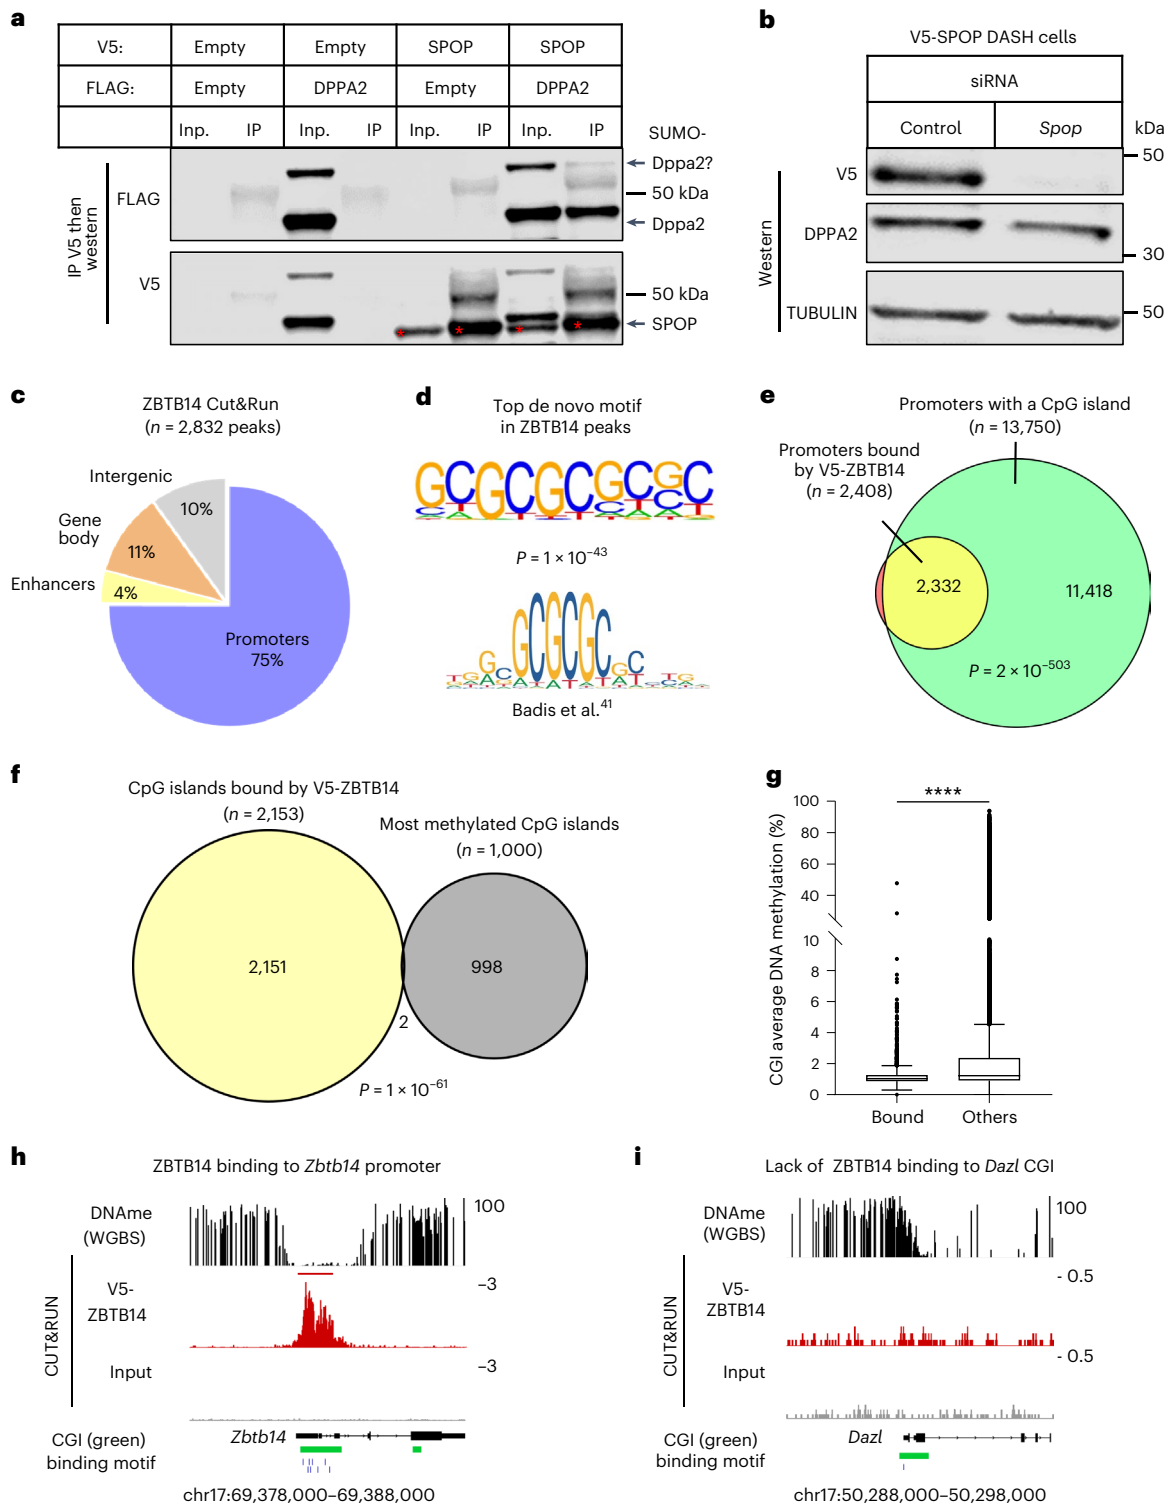 a
V5: Empty Empty SPOP SPOP
FLAG: Empty DPPA2 Empty DPPA2
Inp. IP Inp. IP Inp. IP Inp. IP
SUMO-
Dppa2?
50 kDa
Dppa2
FLAG
IP V5 then
western
V5
50 kDa
SPOP
* * * *
b
V5-SPOP DASH cells
siRNA
Control Spop kDa
V5 50
DPPA2
30
TUBULIN 50
Western
c
ZBTB14 Cut&Run
(n = 2,832 peaks)
Intergenic
10%
Gene
body
11%
Enhancers
4%
Promoters
75%
d
Top de novo motif
in ZBTB14 peaks
P = 1 × 10−43
Badis et al.41
e
Promoters with a CpG island
(n = 13,750)
Promoters bound
by V5-ZBTB14
(n = 2,408)
2,332
11,418
P = 2 × 10−503
f
CpG islands bound by V5-ZBTB14
(n = 2,153)
Most methylated CpG islands
(n = 1,000)
2,151
998
2
P = 1 × 10−61
g
CGI average DNA methylation (%)
100
80
60
40
10
8
6
4
2
0
****
Bound Others
h
ZBTB14 binding to Zbtb14 promoter
DNAme
(WGBS)
100
CUT&RUN
V5-
ZBTB14
–3
Input
–3
Zbtb14
CGI (green)
binding motif
chr17:69,378,000–69,388,000
i
Lack of ZBTB14 binding to Dazl CGI
DNAme
(WGBS)
100
CUT&RUN
V5-
ZBTB14
- 0.5
Input
- 0.5
Dazl
CGI (green)
binding motif
chr17:50,288,000–50,298,000